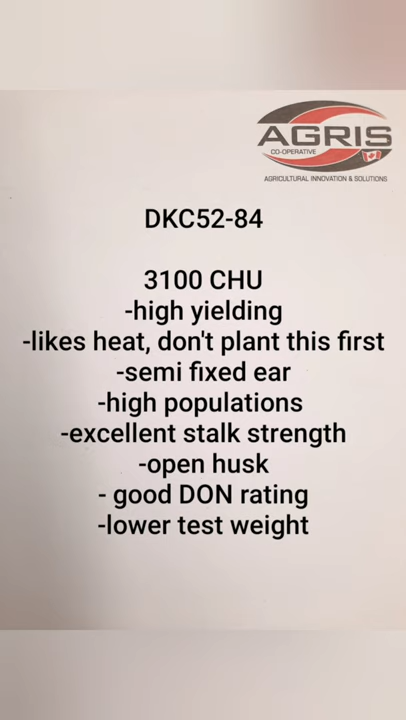 AGRIS
CO-OPERATIVE
AGRICULTURAL INNOVATION & SOLUTIONS
DKC52-84
3100 CHU
-high yielding
-likes heat, don't plant this first
-semi fixed ear
-high populations
-excellent stalk strength
-open husk
- good DON rating
-lower test weight